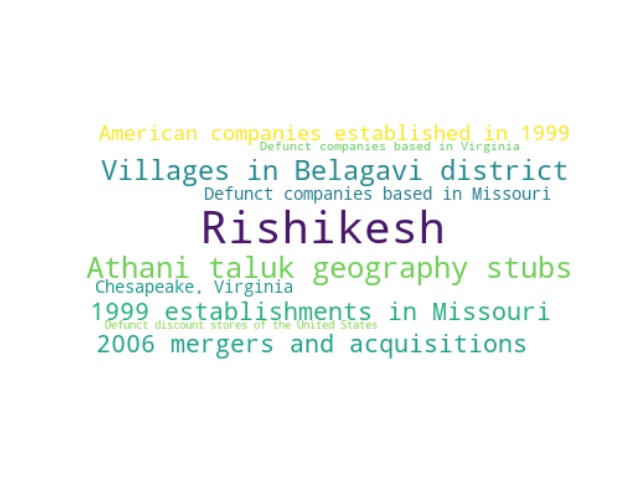 American companies established in 1999
Defunct companies based in Virginia
Villages in Belagavi district
Defunct companies based in Missouri
Rishikesh
Athani taluk geography stubs
Chesapeake, Virginia
1999 establishments in Missouri
Defunct discount stores of the United States
2006 mergers and acquisitions